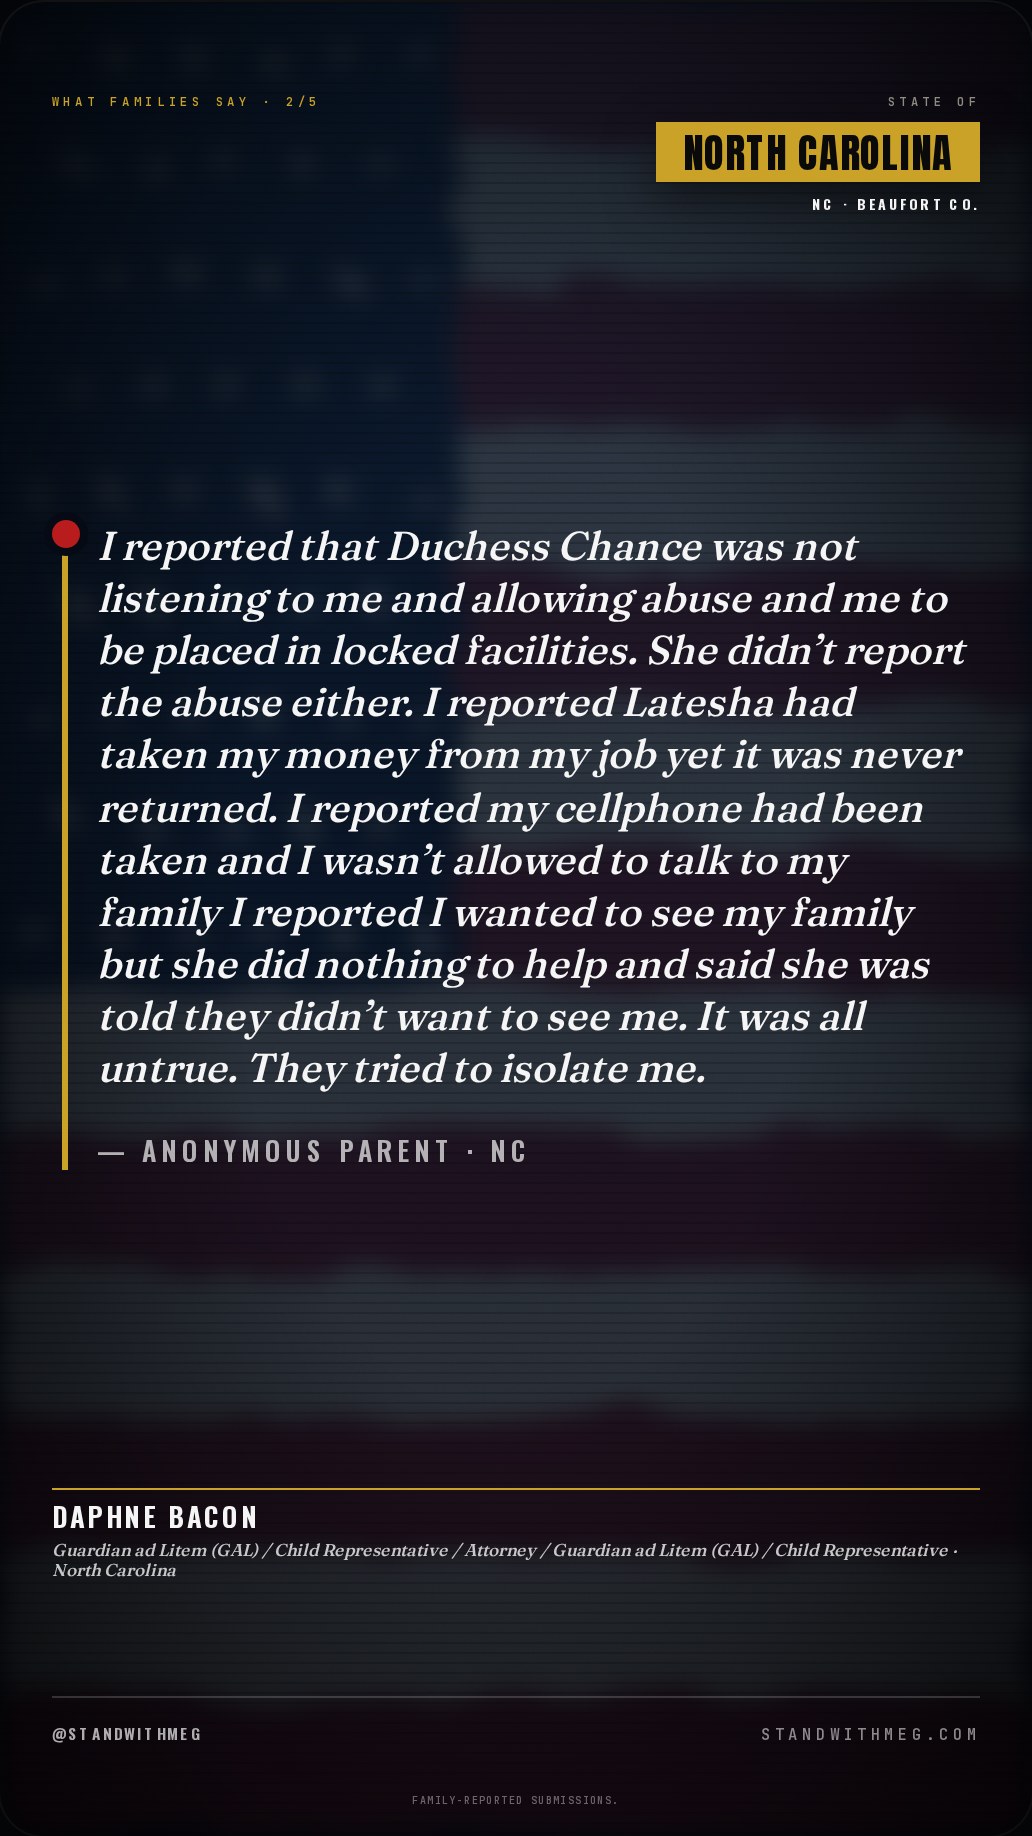 WHAT FAMILIES SAY · 2/5
STATE OF
NORTH CAROLINA
NC · BEAUFORT CO.
I reported that Duchess Chance was not
listening to me and allowing abuse and me to
be placed in locked facilities. She didn’t report
the abuse either. I reported Latesha had
taken my money from my job yet it was never
returned. I reported my cellphone had been
taken and I wasn’t allowed to talk to my
family I reported I wanted to see my family
but she did nothing to help and said she was
told they didn’t want to see me. It was all
untrue. They tried to isolate me.
— ANONYMOUS PARENT · NC
DAPHNE BACON
Guardian ad Litem (GAL) / Child Representative / Attorney / Guardian ad Litem (GAL) / Child Representative ·
North Carolina
@STANDWITHMEG
STANDWITHMEG.COM
FAMILY-REPORTED SUBMISSIONS.